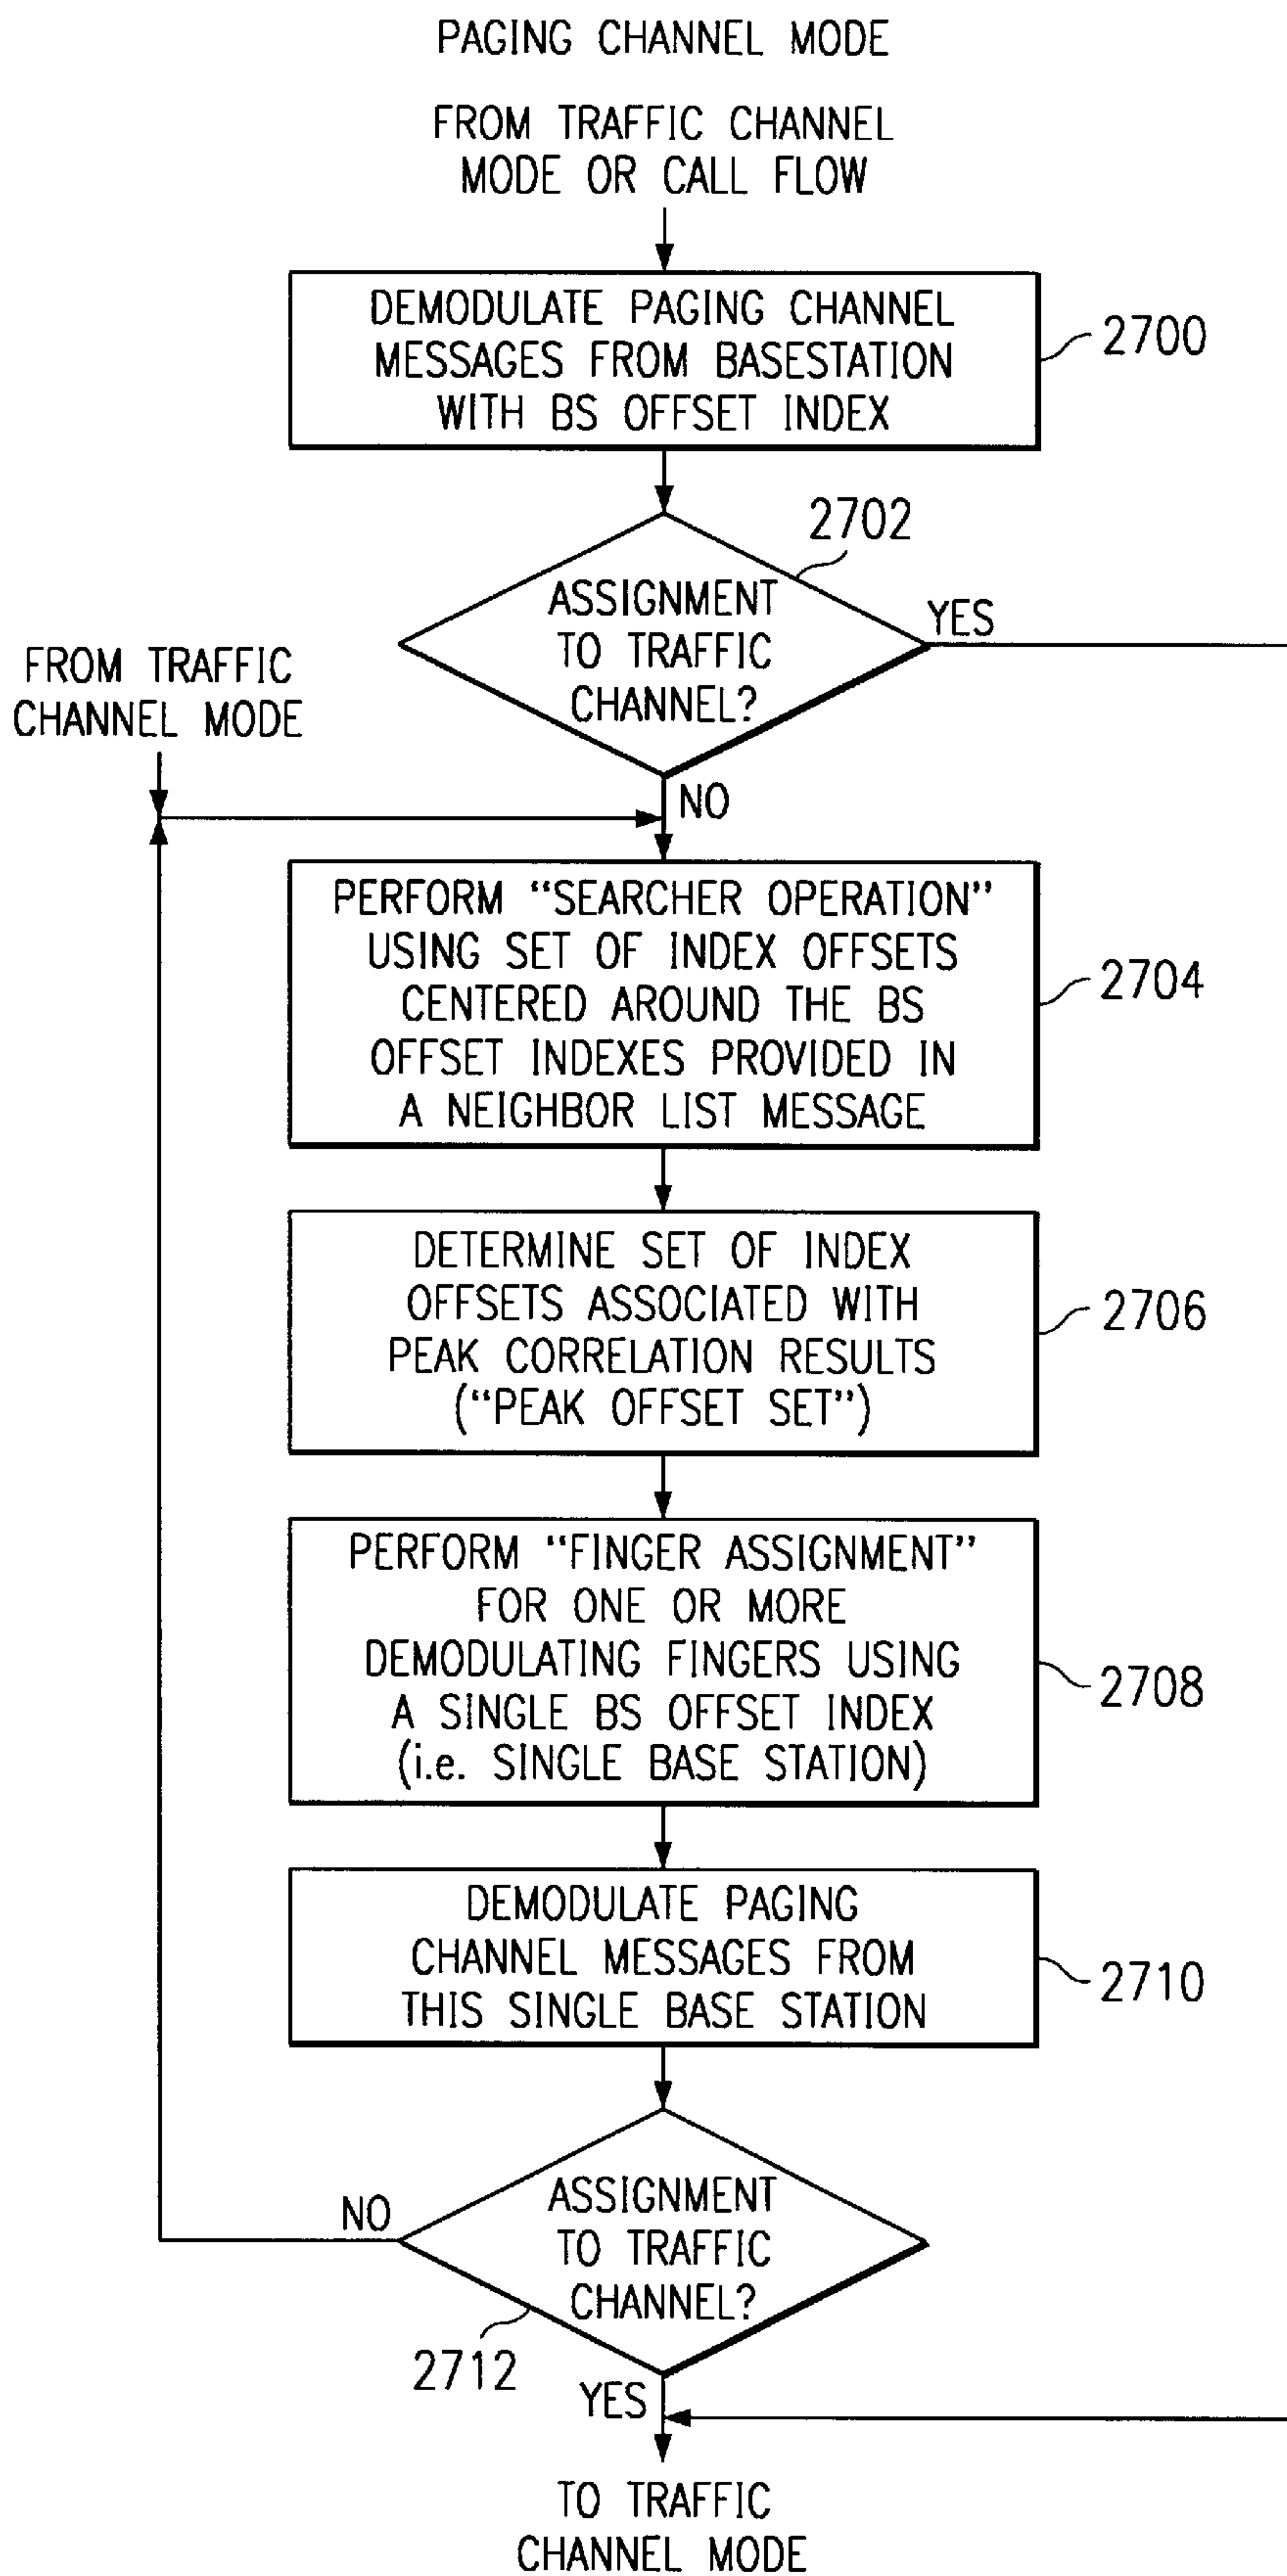 PAGING CHANNEL MODE
FROM TRAFFIC CHANNEL
MODE OR CALL FLOW
DEMODULATE PAGING CHANNEL
MESSAGES FROM BASESTATION
WITH BS OFFSET INDEX
2700
2702
ASSIGNMENT
TO TRAFFIC
CHANNEL?
YES
FROM TRAFFIC
CHANNEL MODE
NO
PERFORM “SEARCHER OPERATION”
USING SET OF INDEX OFFSETS
CENTERED AROUND THE BS
OFFSET INDEXES PROVIDED IN
A NEIGHBOR LIST MESSAGE
2704
DETERMINE SET OF INDEX
OFFSETS ASSOCIATED WITH
PEAK CORRELATION RESULTS
(“PEAK OFFSET SET”)
2706
PERFORM “FINGER ASSIGNMENT”
FOR ONE OR MORE
DEMODULATING FINGERS USING
A SINGLE BS OFFSET INDEX
(i.e. SINGLE BASE STATION)
2708
DEMODULATE PAGING
CHANNEL MESSAGES FROM
THIS SINGLE BASE STATION
2710
NO
ASSIGNMENT
TO TRAFFIC
CHANNEL?
2712
YES
TO TRAFFIC
CHANNEL MODE